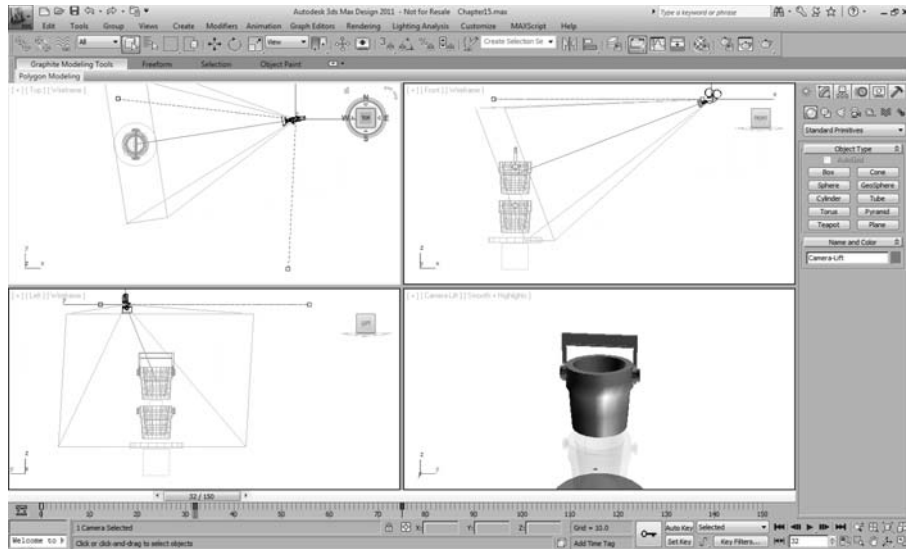 Autodesk 3ds Max Design 2011 - Not for Resale Chapter15.max
Type a keyword or phrase
Edit Tools Group Views Create Modifiers Animation Graph Editors Rendering Lighting Analysis Customize MAXScript Help
All
View
Create Selection Se
Graphite Modeling Tools Freeform Selection Object Paint
Polygon Modeling
[ + ] [ Top ] [ Wireframe ]
N
W TOP E
S
[ + ] [ Front ] [ Wireframe ]
FRONT
x
y
x
z
x
[ + ] [ Left ] [ Wireframe ]
LEFT
[ + ] [ Camera-Lift ] [ Smooth + Highlights ]
z
z
Standard Primitives
Object Type
AutoGrid
Box Cone
Sphere GeoSphere
Cylinder Tube
Torus Pyramid
Teapot Plane
Name and Color
Camera-Lift
32 / 150
0 10 20 30 40 50 60 70 80 90 100 110 120 130 140 150
1 Camera Selected
X: Y: Z: Grid = 10.0
Auto Key Selected
Welcome to M
Click or click-and-drag to select objects
Add Time Tag
Set Key Key Filters...
32